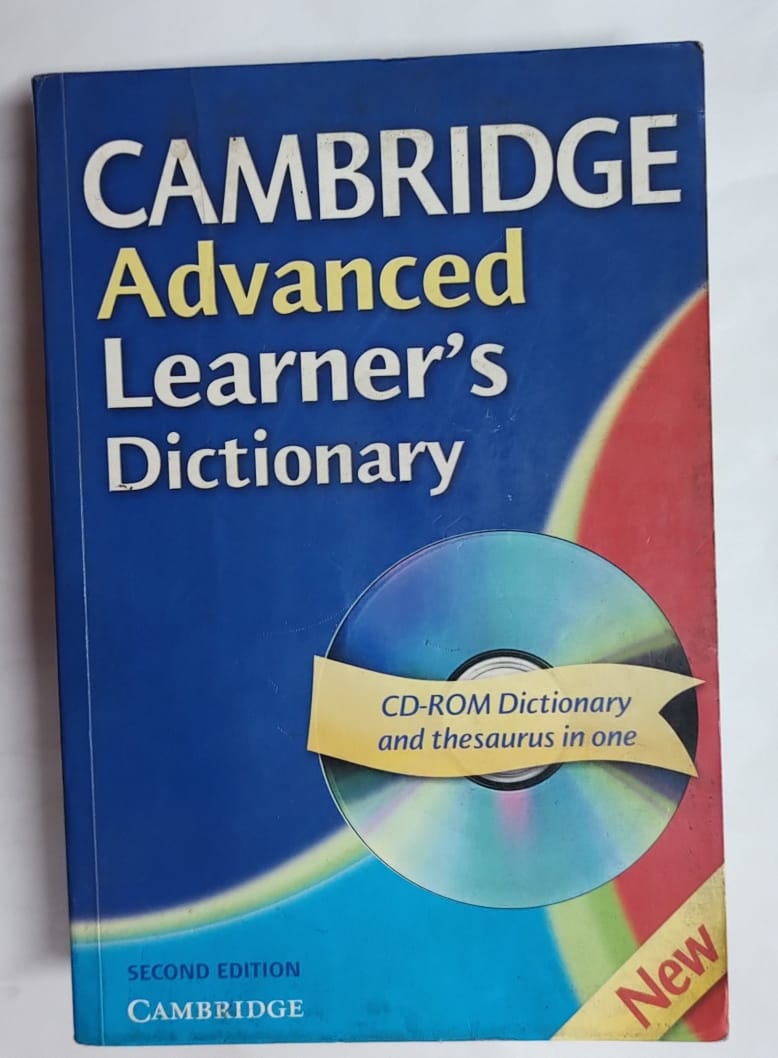 CAMBRIDGE
Advanced
Learner's
Dictionary
CD-ROM Dictionary
and thesaurus in one
SECOND EDITION
CAMBRIDGE
New